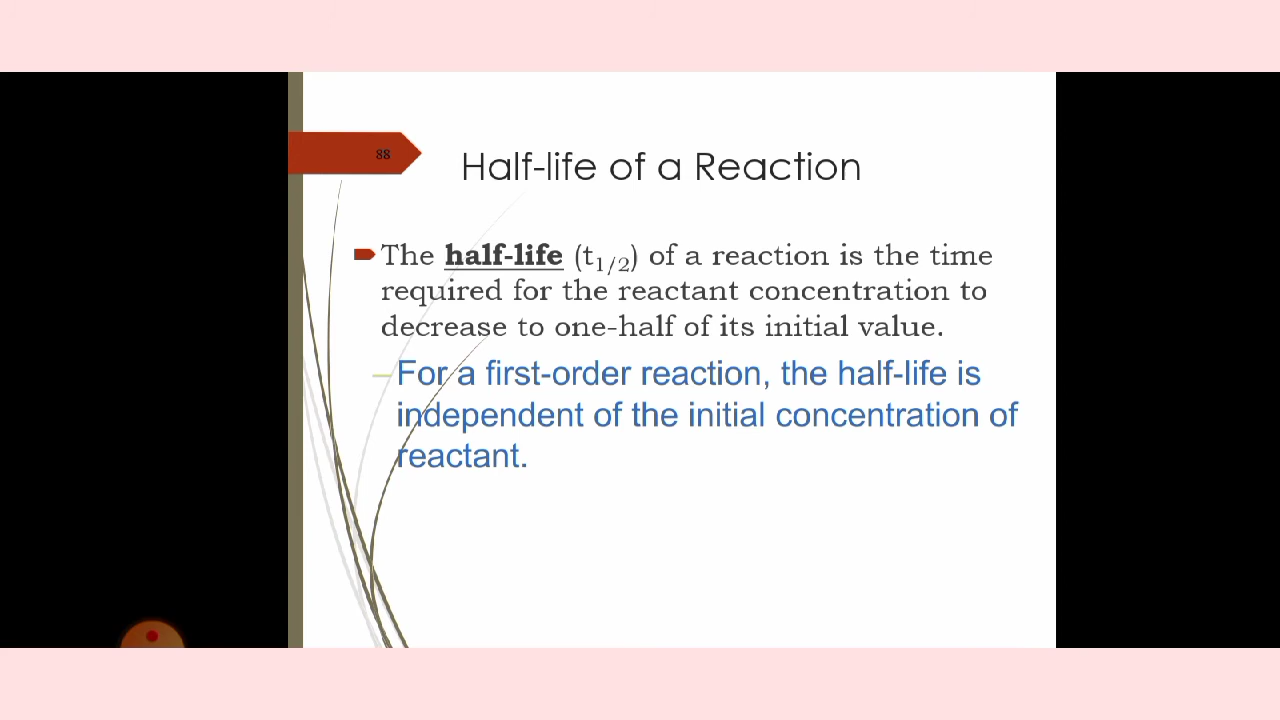 88
Half-life of a Reaction
The half-life (t1/2) of a reaction is the time
required for the reactant concentration to
decrease to one-half of its initial value.
– For a first-order reaction, the half-life is
independent of the initial concentration of
reactant.